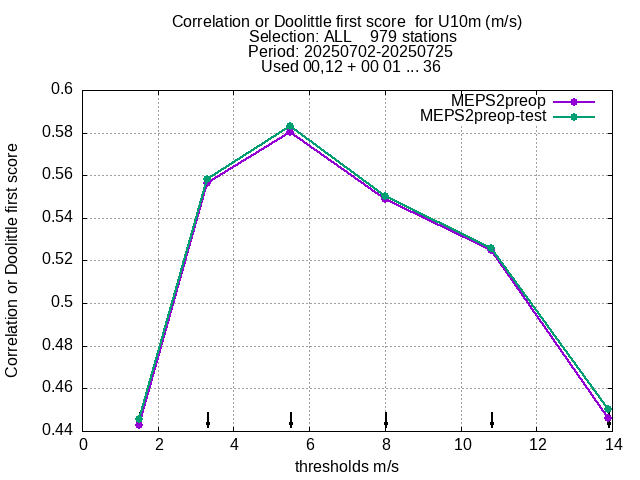 Correlation or Doolittle first score  for U10m (m/s)
Selection: ALL    979 stations
Period: 20250702-20250725
Used 00,12 + 00 01 ... 36
MEPS2preop
MEPS2preop-test
Correlation or Doolittle first score
0.6
0.58
0.56
0.54
0.52
0.5
0.48
0.46
0.44
0 2 4 6 8 10 12 14
thresholds m/s